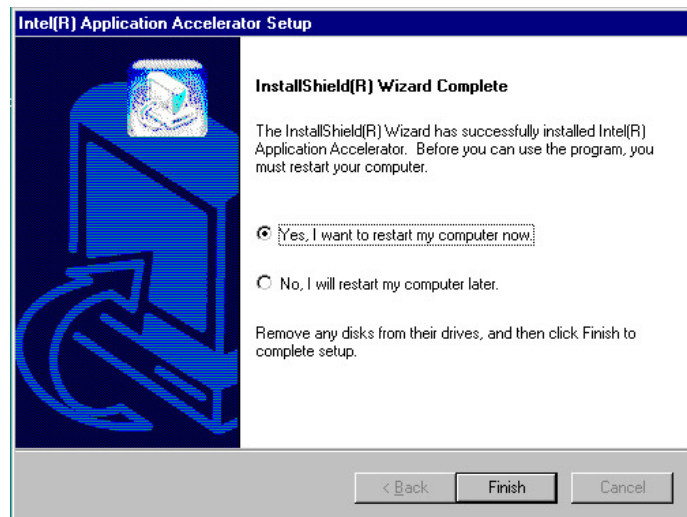 Intel(R) Application Accelerator Setup
InstallShield(R) Wizard Complete
The InstallShield(R) Wizard has successfully installed Intel(R)
Application Accelerator.  Before you can use the program, you
must restart your computer.
Yes, I want to restart my computer now.
No, I will restart my computer later.
Remove any disks from their drives, and then click Finish to
complete setup.
< Back
Finish
Cancel